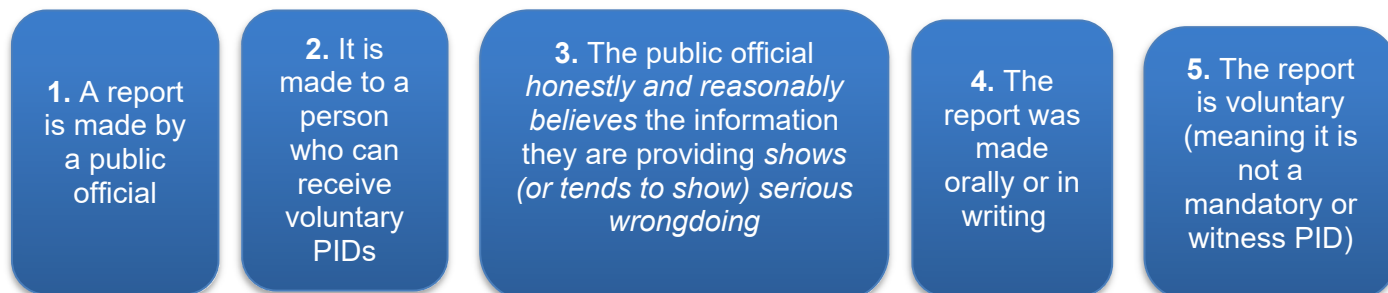 1. A report
is made by
a public
official
2. It is
made to a
person
who can
receive
voluntary
PIDs
3. The public official
honestly and reasonably
believes the information
they are providing shows
(or tends to show) serious
wrongdoing
4. The
report was
made
orally or in
writing
5. The report
is voluntary
(meaning it is
not a
mandatory or
witness PID)